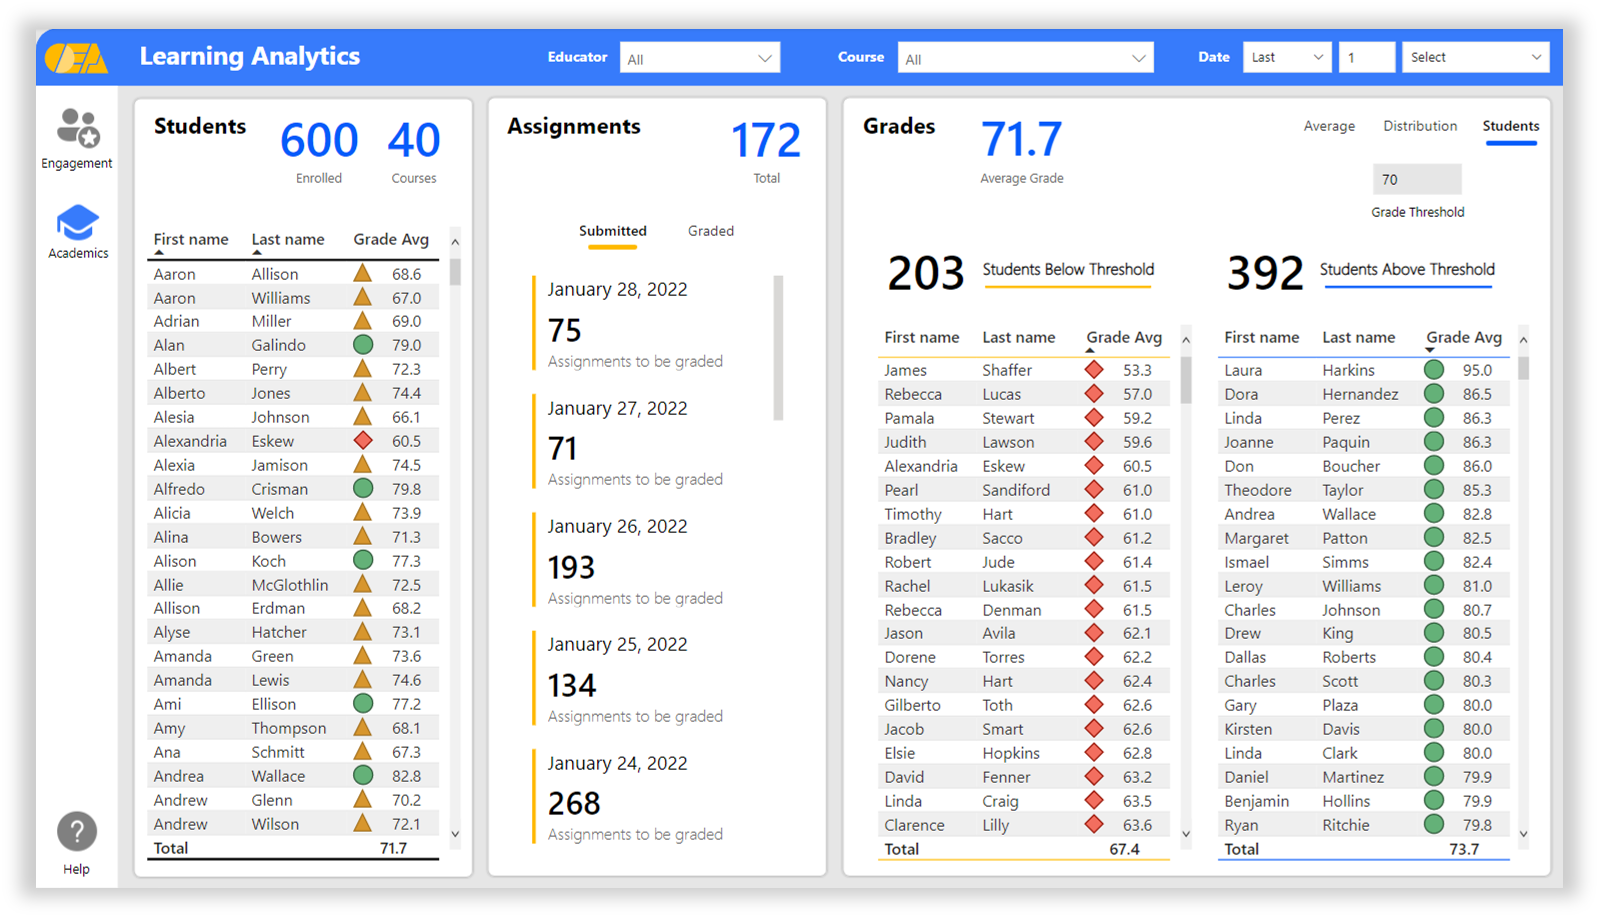 Learning Analytics
Educator All Course All Date Last 1 Select
Engagement
Academics
Help
Students
600 40
Enrolled Courses
First name Last name Grade Avg
Aaron Allison 68.6
Aaron Williams 67.0
Adrian Miller 69.0
Alan Galindo 79.0
Albert Perry 72.3
Alberto Jones 74.4
Alesia Johnson 66.1
Alexandria Eskew 60.5
Alexia Jamison 74.5
Alfredo Crisman 79.8
Alicia Welch 73.9
Alina Bowers 71.3
Alison Koch 77.3
Allie McGlothlin 72.5
Allison Erdman 68.2
Alyse Hatcher 73.1
Amanda Green 73.6
Amanda Lewis 74.6
Ami Ellison 77.2
Amy Thompson 68.1
Ana Schmitt 67.3
Andrea Wallace 82.8
Andrew Glenn 70.2
Andrew Wilson 72.1
Total 71.7
Assignments
172
Total
Submitted Graded
January 28, 2022
75
Assignments to be graded
January 27, 2022
71
Assignments to be graded
January 26, 2022
193
Assignments to be graded
January 25, 2022
134
Assignments to be graded
January 24, 2022
268
Assignments to be graded
Grades
71.7
Average Grade
Average Distribution Students
70
Grade Threshold
203 Students Below Threshold
First name Last name Grade Avg
James Shaffer 53.3
Rebecca Lucas 57.0
Pamala Stewart 59.2
Judith Lawson 59.6
Alexandria Eskew 60.5
Pearl Sandiford 61.0
Timothy Hart 61.0
Bradley Sacco 61.2
Robert Jude 61.4
Rachel Lukasik 61.5
Rebecca Denman 61.5
Jason Avila 62.1
Dorene Torres 62.2
Nancy Hart 62.4
Gilberto Toth 62.6
Jacob Smart 62.6
Elsie Hopkins 62.8
David Fenner 63.2
Linda Craig 63.5
Clarence Lilly 63.6
Total 67.4
392 Students Above Threshold
First name Last name Grade Avg
Laura Harkins 95.0
Dora Hernandez 86.5
Linda Perez 86.3
Joanne Paquin 86.3
Don Boucher 86.0
Theodore Taylor 85.3
Andrea Wallace 82.8
Margaret Patton 82.5
Ismael Simms 82.4
Leroy Williams 81.0
Charles Johnson 80.7
Drew King 80.5
Dallas Roberts 80.4
Charles Scott 80.3
Gary Plaza 80.0
Kirsten Davis 80.0
Linda Clark 80.0
Daniel Martinez 79.9
Benjamin Hollins 79.9
Ryan Ritchie 79.8
Total 73.7